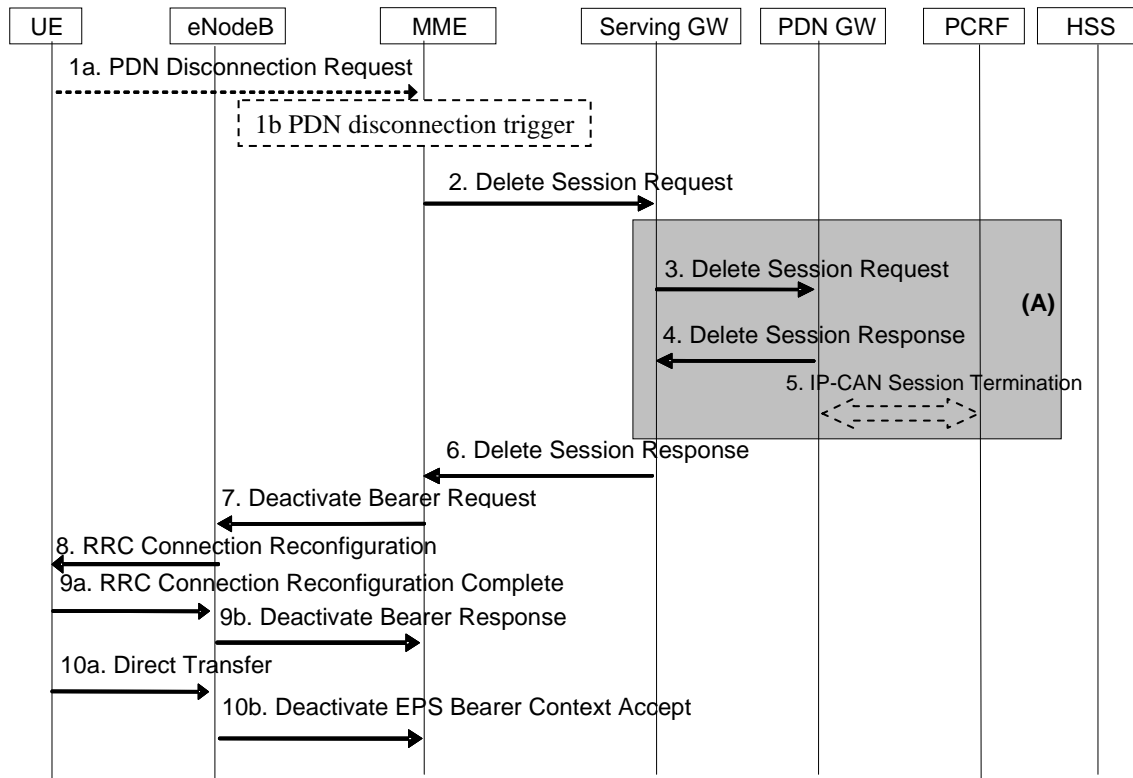 UE eNodeB MME Serving GW PDN GW PCRF HSS
1a. PDN Disconnection Request
1b PDN disconnection trigger
2. Delete Session Request
3. Delete Session Request
(A)
4. Delete Session Response
5. IP-CAN Session Termination
6. Delete Session Response
7. Deactivate Bearer Request
8. RRC Connection Reconfiguration
9a. RRC Connection Reconfiguration Complete
9b. Deactivate Bearer Response
10a. Direct Transfer
10b. Deactivate EPS Bearer Context Accept